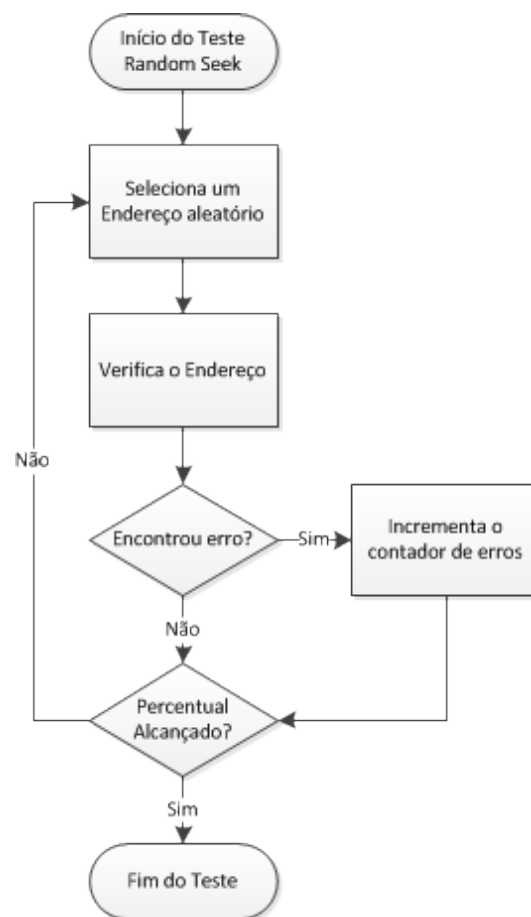 Início do Teste
Random Seek
Seleciona um
Endereço aleatório
Verifica o Endereço
Não
Encontrou erro?
Sim
Incrementa o
contador de erros
Não
Percentual
Alcançado?
Sim
Fim do Teste